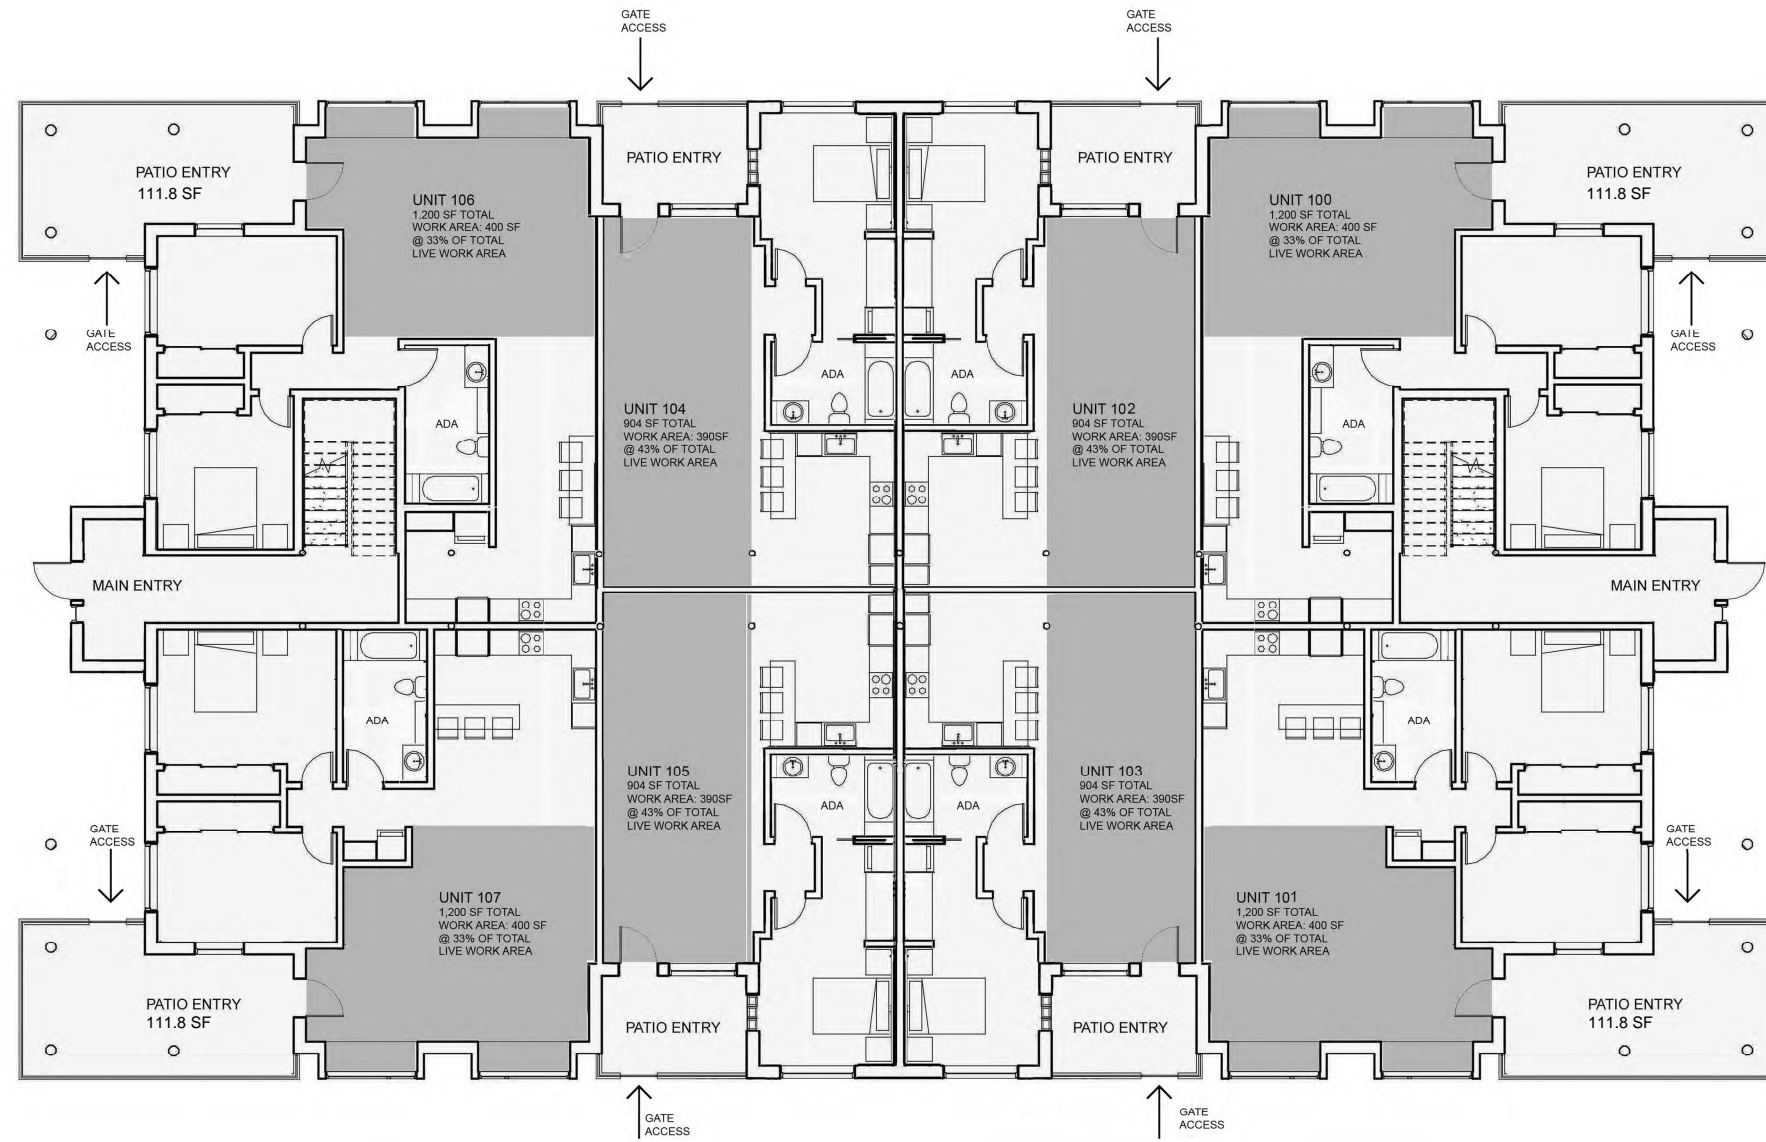 GATE
ACCESS
GATE
ACCESS
PATIO ENTRY
PATIO ENTRY
PATIO ENTRY
111.8 SF
PATIO ENTRY
111.8 SF
UNIT 106
1,200 SF TOTAL
WORK AREA: 400 SF
@ 33% OF TOTAL
LIVE WORK AREA
UNIT 100
1,200 SF TOTAL
WORK AREA: 400 SF
@ 33% OF TOTAL
LIVE WORK AREA
GATE
ACCESS
GATE
ACCESS
ADA
ADA
UNIT 104
904 SF TOTAL
WORK AREA: 390SF
@ 43% OF TOTAL
LIVE WORK AREA
UNIT 102
904 SF TOTAL
WORK AREA: 390SF
@ 43% OF TOTAL
LIVE WORK AREA
ADA
ADA
MAIN ENTRY
MAIN ENTRY
ADA
ADA
UNIT 105
904 SF TOTAL
WORK AREA: 390SF
@ 43% OF TOTAL
LIVE WORK AREA
UNIT 103
904 SF TOTAL
WORK AREA: 390SF
@ 43% OF TOTAL
LIVE WORK AREA
ADA
ADA
GATE
ACCESS
GATE
ACCESS
UNIT 107
1,200 SF TOTAL
WORK AREA: 400 SF
@ 33% OF TOTAL
LIVE WORK AREA
UNIT 101
1,200 SF TOTAL
WORK AREA: 400 SF
@ 33% OF TOTAL
LIVE WORK AREA
PATIO ENTRY
111.8 SF
PATIO ENTRY
111.8 SF
PATIO ENTRY
PATIO ENTRY
GATE
ACCESS
GATE
ACCESS